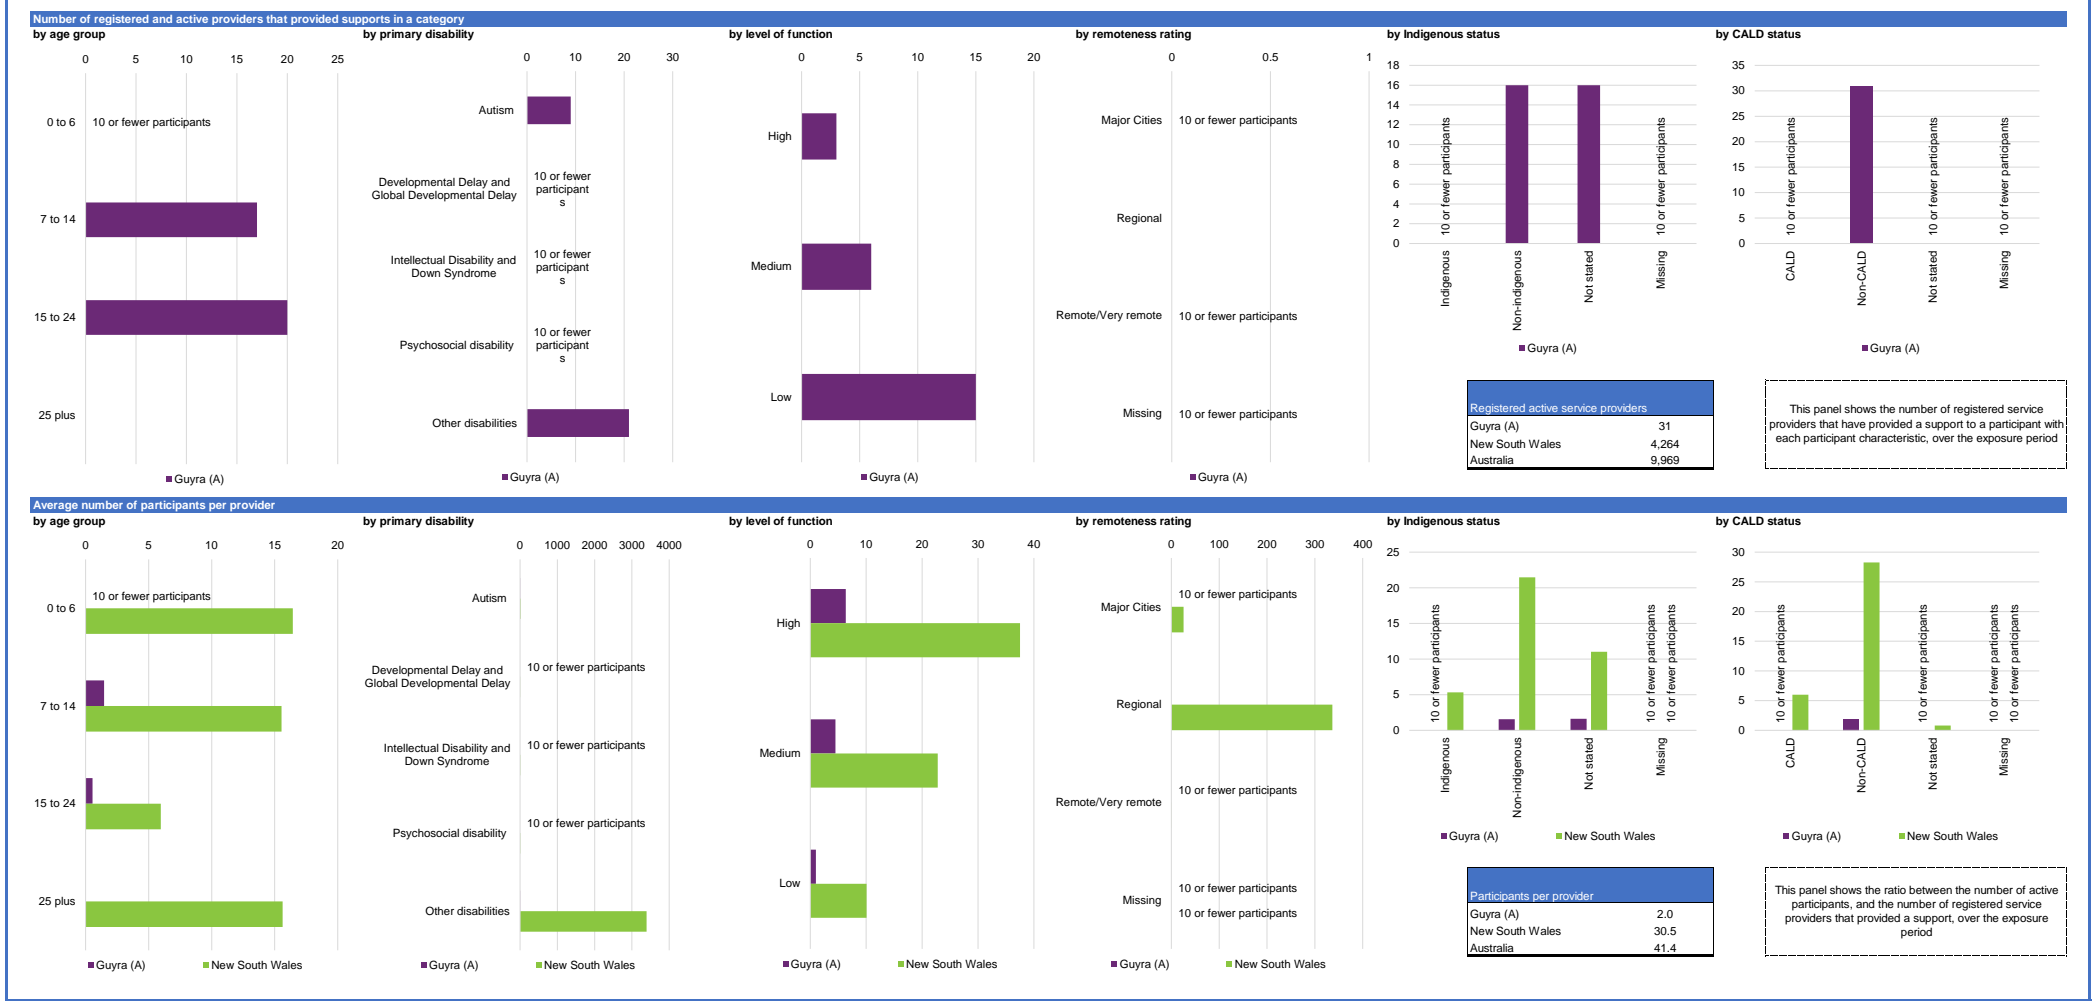 Number of registered and active providers that provided supports in a category
by age group
0 5 10 15 20 25
0 to 6
10 or fewer participants
7 to 14
15 to 24
25 plus
Guyra (A)
by primary disability
0 10 20 30
Autism
Developmental Delay and
Global Developmental Delay
10 or fewer
participant
s
Intellectual Disability and
Down Syndrome
10 or fewer
participant
s
Psychosocial disability
10 or fewer
participant
s
Other disabilities
Guyra (A)
by level of function
0 5 10 15 20
High
Medium
Low
Guyra (A)
by remoteness rating
0 0.5 1
Major Cities
10 or fewer participants
Regional
Remote/Very remote
10 or fewer participants
Missing
10 or fewer participants
Guyra (A)
by Indigenous status
18
16
14
12
10
8
6
4
2
0
10 or fewer participants
10 or fewer participants
Indigenous
Non-indigenous
Not stated
Missing
Guyra (A)
by CALD status
35
30
25
20
15
10
5
0
10 or fewer participants
10 or fewer participants
10 or fewer participants
CALD
Non-CALD
Not stated
Missing
Guyra (A)
Registered active service providers
Guyra (A) 31
New South Wales 4,264
Australia 9,969
This panel shows the number of registered service
providers that have provided a support to a participant with
each participant characteristic, over the exposure period
Average number of participants per provider
by age group
0 5 10 15 20
0 to 6
10 or fewer participants
7 to 14
15 to 24
25 plus
Guyra (A) New South Wales
by primary disability
0 1000 2000 3000 4000
Autism
Developmental Delay and
Global Developmental Delay
10 or fewer participants
Intellectual Disability and
Down Syndrome
10 or fewer participants
Psychosocial disability
10 or fewer participants
Other disabilities
Guyra (A) New South Wales
by level of function
0 10 20 30 40
High
Medium
Low
Guyra (A) New South Wales
by remoteness rating
0 100 200 300 400
Major Cities
10 or fewer participants
Regional
Remote/Very remote
10 or fewer participants
Missing
10 or fewer participants
10 or fewer participants
Guyra (A) New South Wales
by Indigenous status
25
20
15
10
5
0
10 or fewer participants
10 or fewer participants
10 or fewer participants
Indigenous
Non-indigenous
Not stated
Missing
Guyra (A) New South Wales
by CALD status
30
25
20
15
10
5
0
10 or fewer participants
10 or fewer participants
10 or fewer participants
10 or fewer participants
CALD
Non-CALD
Not stated
Missing
Guyra (A) New South Wales
Participants per provider
Guyra (A) 2.0
New South Wales 30.5
Australia 41.4
This panel shows the ratio between the number of active
participants, and the number of registered service
providers that provided a support, over the exposure
period